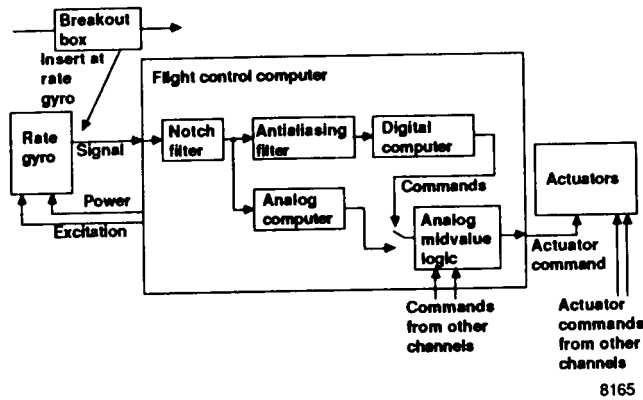 Breakout
box
Insert at
rate
gyro
Flight control computer
Rate
gyro
Signal
Notch
filter
Antialiasing
filter
Digital
computer
Commands
Actuators
Power
Excitation
Analog
computer
Analog
midvalue
logic
Actuator
command
Commands
from other
channels
Actuator
commands
from other
channels
8165